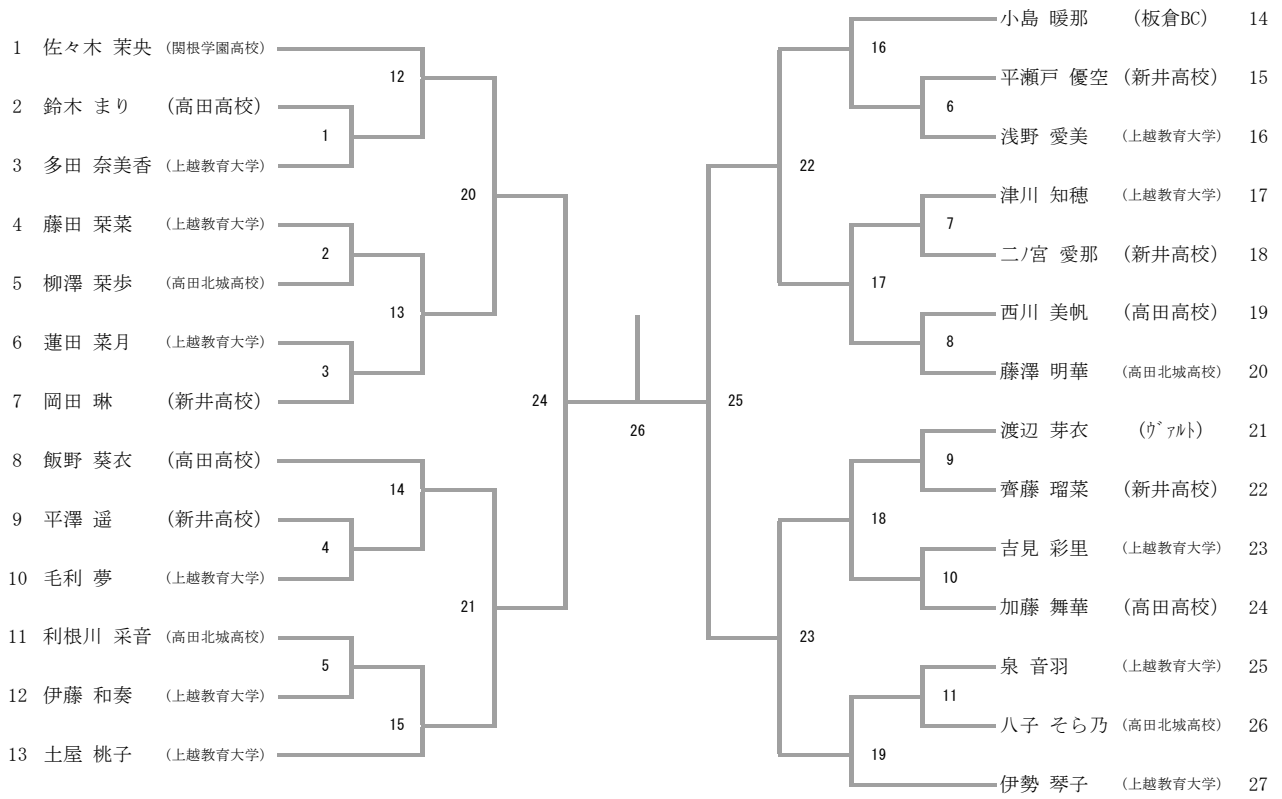 1 佐々木 茉央 (関根学園高校)
2 鈴木 まり (高田高校)
3 多田 奈美香 (上越教育大学)
4 藤田 栞菜 (上越教育大学)
5 柳澤 栞歩 (高田北城高校)
6 蓮田 菜月 (上越教育大学)
7 岡田 琳 (新井高校)
8 飯野 葵衣 (高田高校)
9 平澤 遥 (新井高校)
10 毛利 夢 (上越教育大学)
11 利根川 采音 (高田北城高校)
12 伊藤 和奏 (上越教育大学)
13 土屋 桃子 (上越教育大学)
1
2
3
4
5
12
13
14
15
20
21
24
26
25
22
23
16
17
18
19
6
7
8
9
10
11
小島 暖那 (板倉BC) 14
平瀬戸 優空 (新井高校) 15
浅野 愛美 (上越教育大学) 16
津川 知穂 (上越教育大学) 17
二ノ宮 愛那 (新井高校) 18
西川 美帆 (高田高校) 19
藤澤 明華 (高田北城高校) 20
渡辺 芽衣 (ヴァルト) 21
齊藤 瑠菜 (新井高校) 22
吉見 彩里 (上越教育大学) 23
加藤 舞華 (高田高校) 24
泉 音羽 (上越教育大学) 25
八子 そら乃 (高田北城高校) 26
伊勢 琴子 (上越教育大学) 27